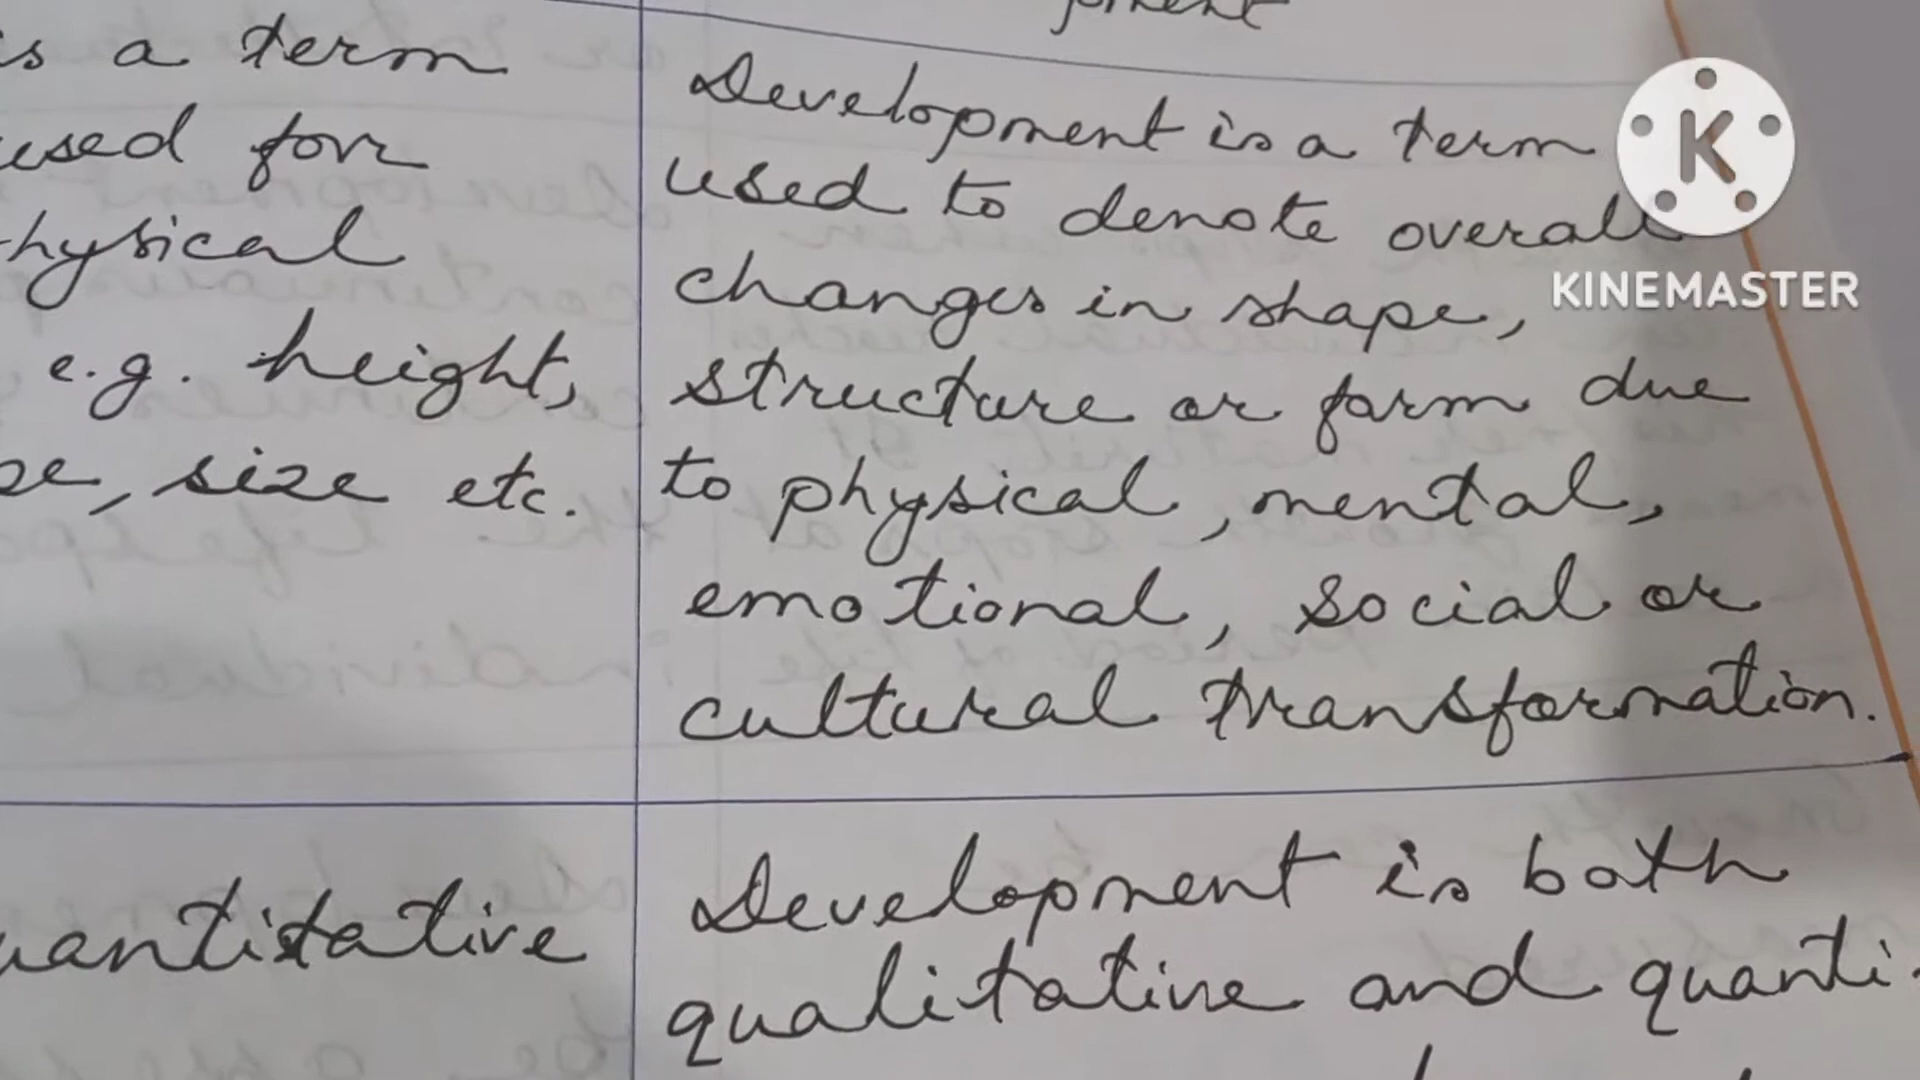 is a term
used for
physical
e.g. height,
size etc.
Development is a term
used to denote overall
changes in shape,
structure or form due
to physical, mental,
emotional, social or
cultural transformation.
quantitative
Development is both
qualitative and quanti-
K
KINEMASTER